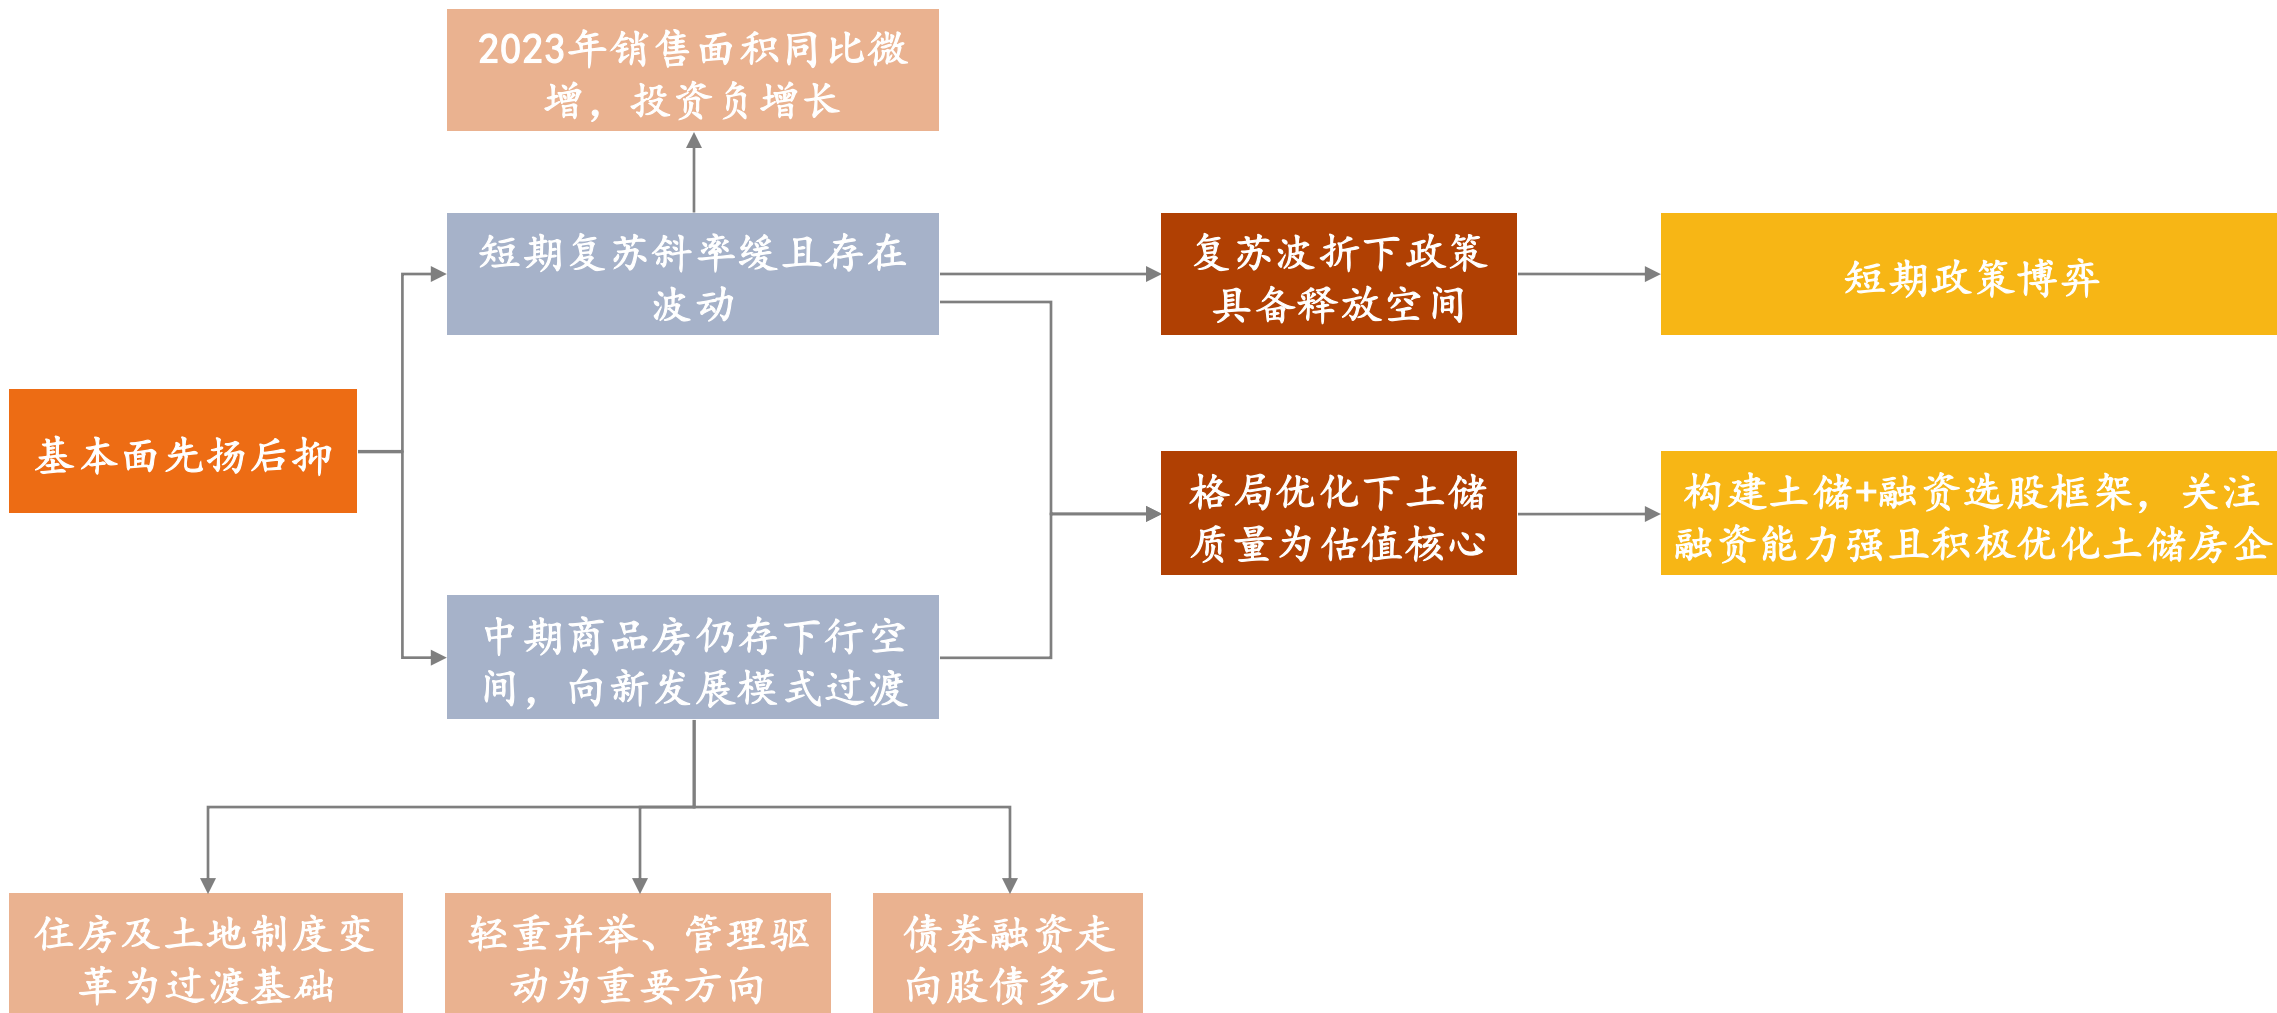 2023年销售面积同比微
增，投资负增长
短期复苏斜率缓且存在
波动
复苏波折下政策
具备释放空间
短期政策博弈
基本面先扬后抑
格局优化下土储
质量为估值核心
构建土储+融资选股框架，关注
融资能力强且积极优化土储房企
中期商品房仍存下行空
间，向新发展模式过渡
住房及土地制度变
革为过渡基础
轻重并举、管理驱
动为重要方向
债券融资走
向股债多元